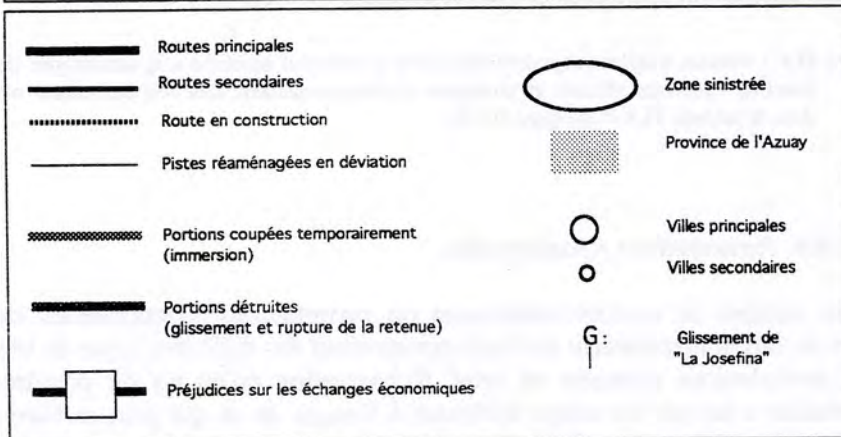 Routes principales
Routes secondaires
Route en construction
Pistes réaménagées en déviation
Portions coupées temporairement
(immersion)
Portions détruites
(glissement et rupture de la retenue)
Préjudices sur les échanges économiques
Zone sinistrée
Province de l'Azuay
Villes principales
Villes secondaires
G
Glissement de
"La Josefina"